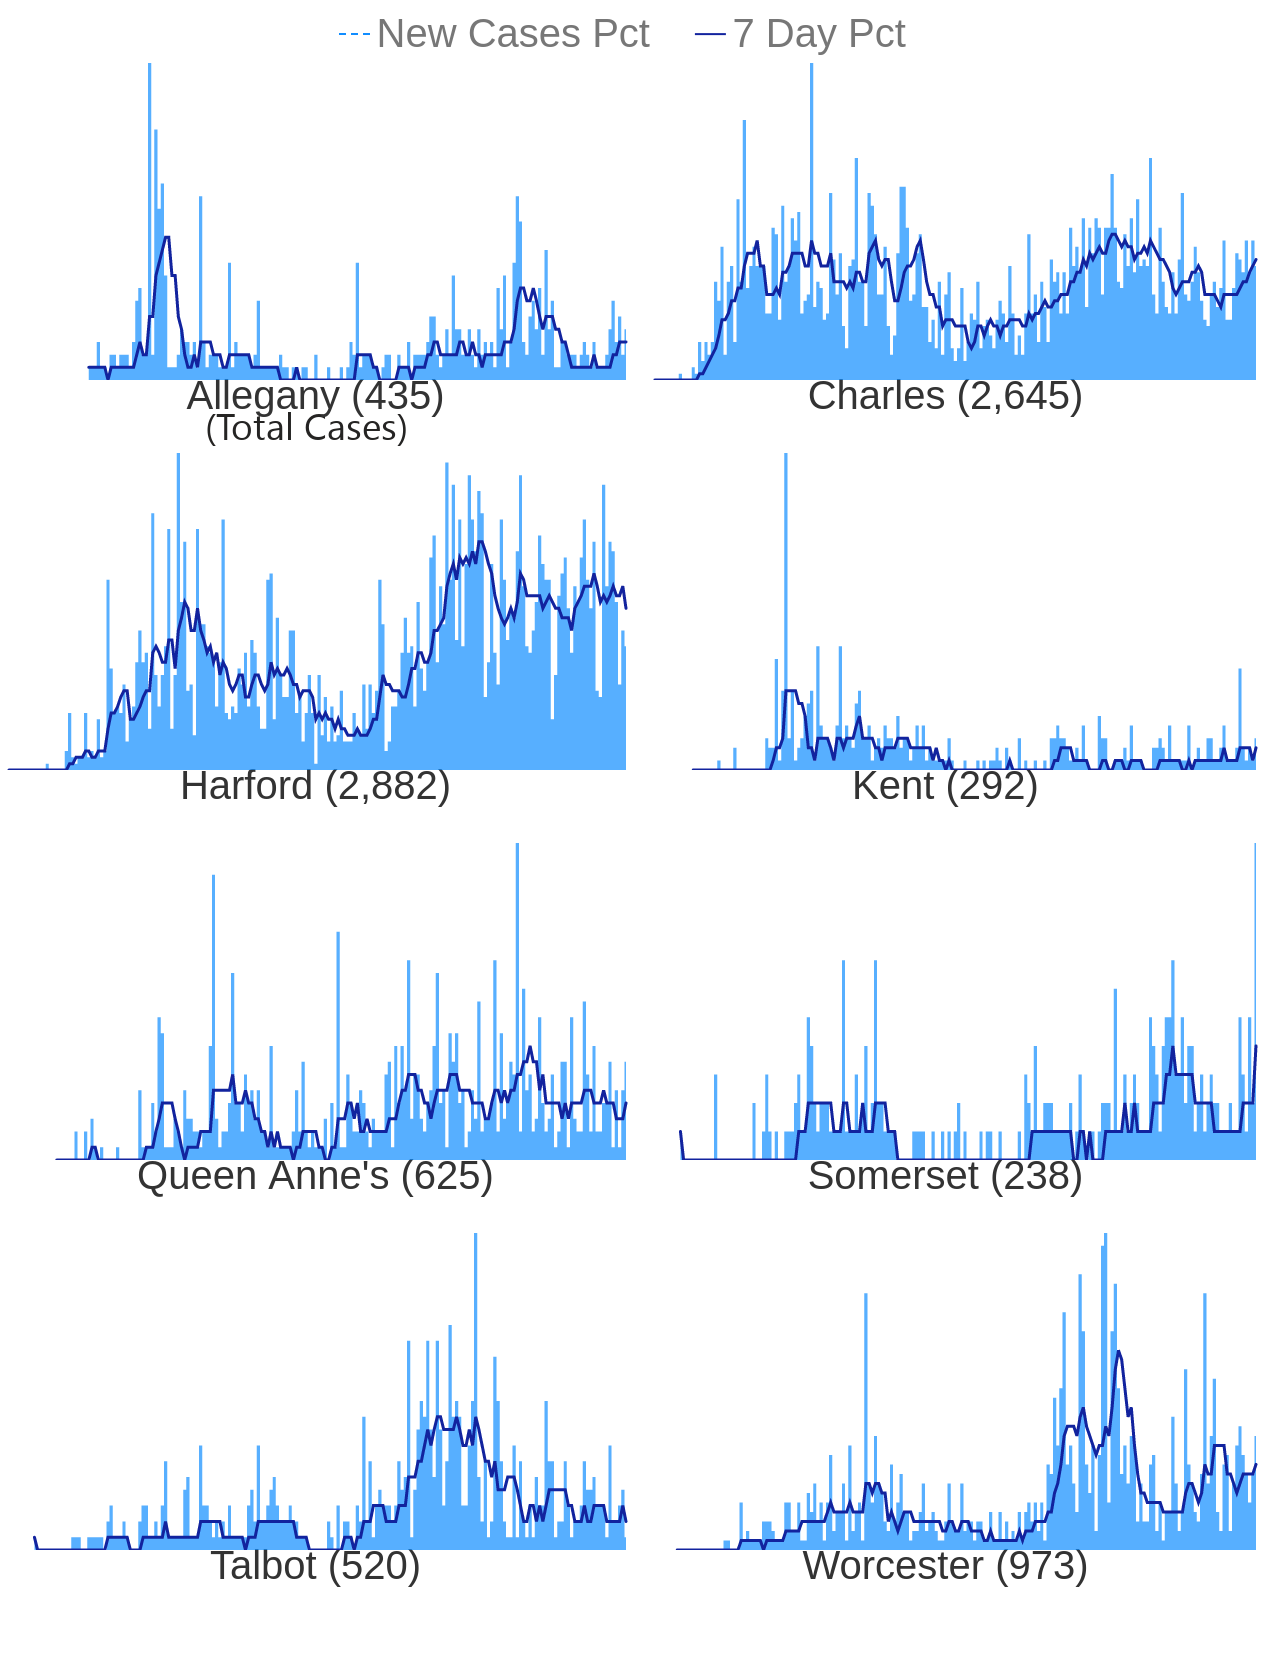 New Cases Pct 7 Day Pct
Allegany (435) Charles (2,645)
(Total Cases)
Harford (2,882) Kent (292)
Queen Anne's (625) Somerset (238)
Talbot (520) Worcester (973)